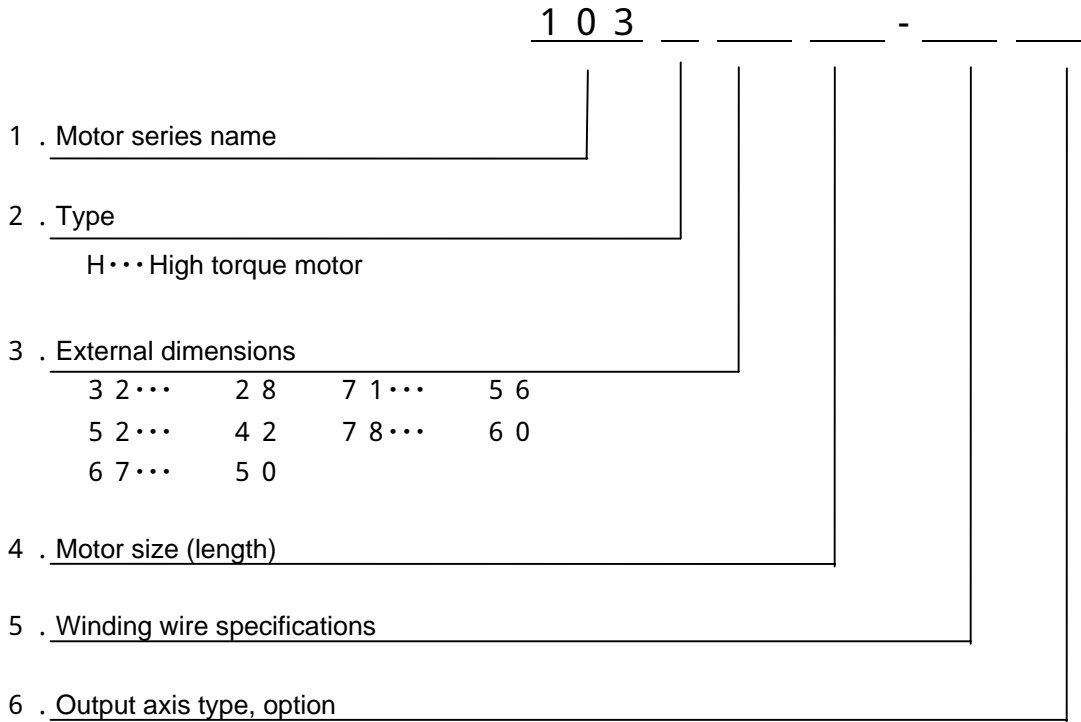 1 0 3 -
1 . Motor series name
2 . Type
H･･･High torque motor
3 . External dimensions
3 2･･･ 2 8 7 1･･･ 5 6
5 2･･･ 4 2 7 8･･･ 6 0
6 7･･･ 5 0
4 . Motor size (length)
5 . Winding wire specifications
6 . Output axis type, option